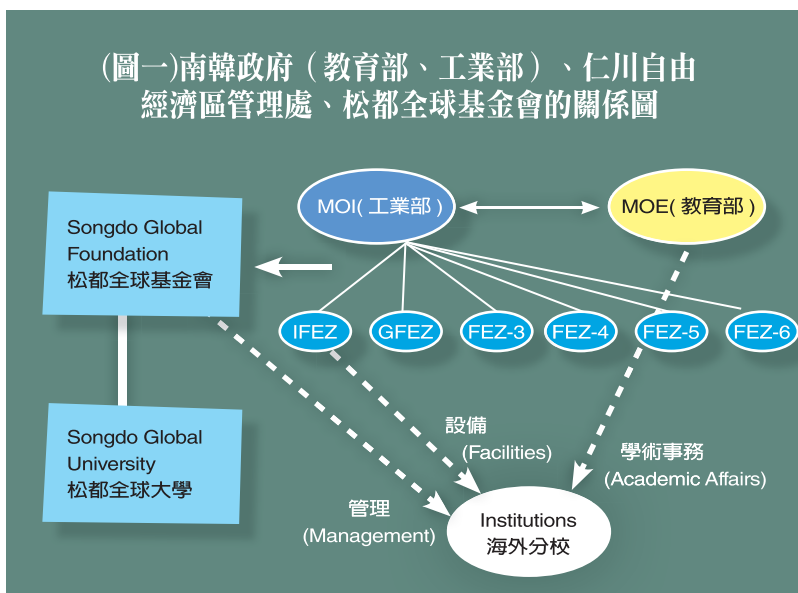 (圖一)南韓政府（教育部、工業部）、仁川自由
經濟區管理處、松都全球基金會的關係圖
MOI( 工業部 )
MOE( 教育部 )
Songdo Global
Foundation
松都全球基金會
IFEZ
GFEZ
FEZ-3
FEZ-4
FEZ-5
FEZ-6
Songdo Global
University
松都全球大學
設備
(Facilities)
學術事務
(Academic Affairs)
管理
(Management)
Institutions
海外分校